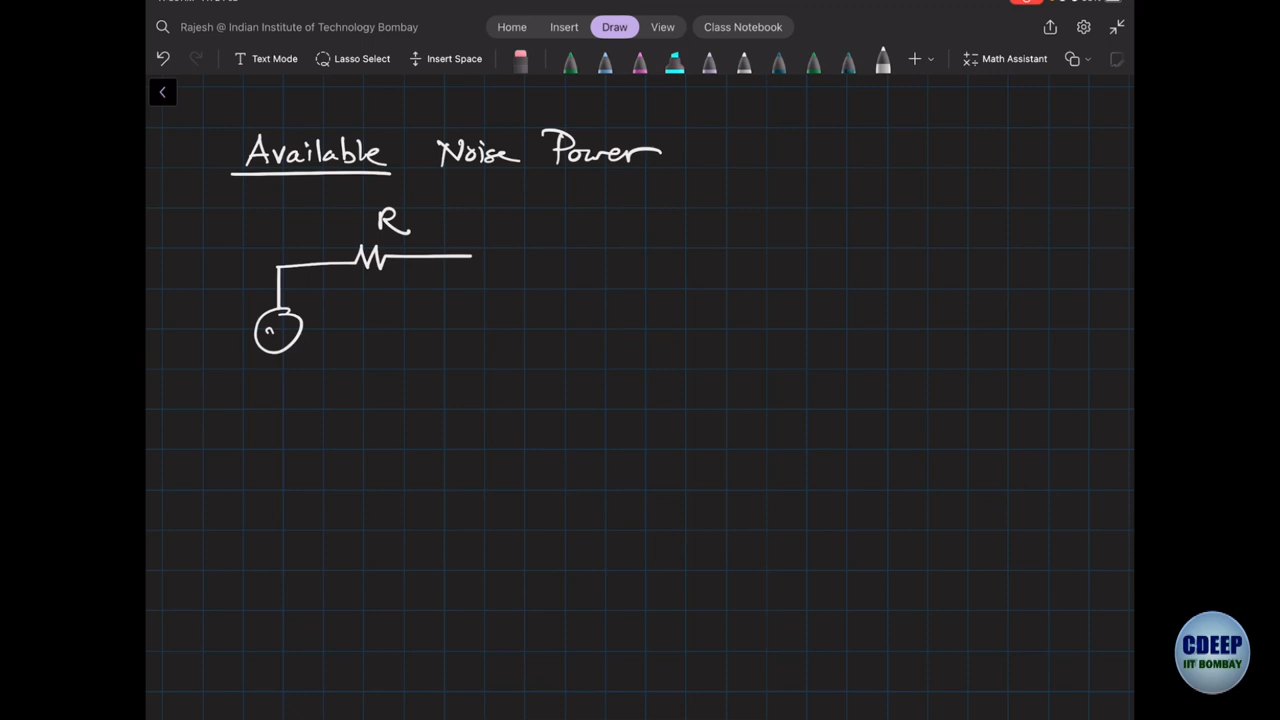 Rajesh @ Indian Institute of Technology Bombay
Home Insert Draw View Class Notebook
Text Mode Lasso Select Insert Space Math Assistant
Available Noise Power
R
CDEEP
IIT BOMBAY